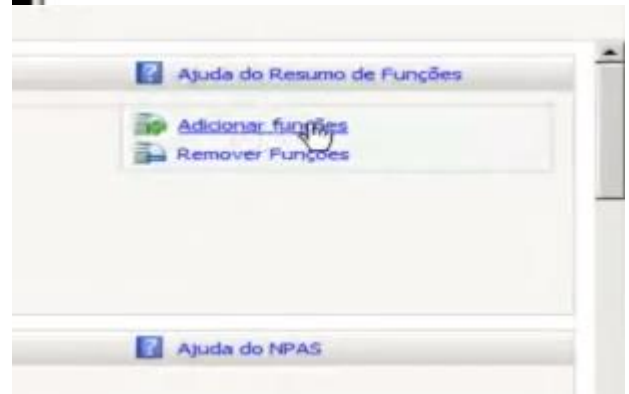 Ajuda do Resumo de Funções
Adicionar funções
Remover Funções
Ajuda do NPAS